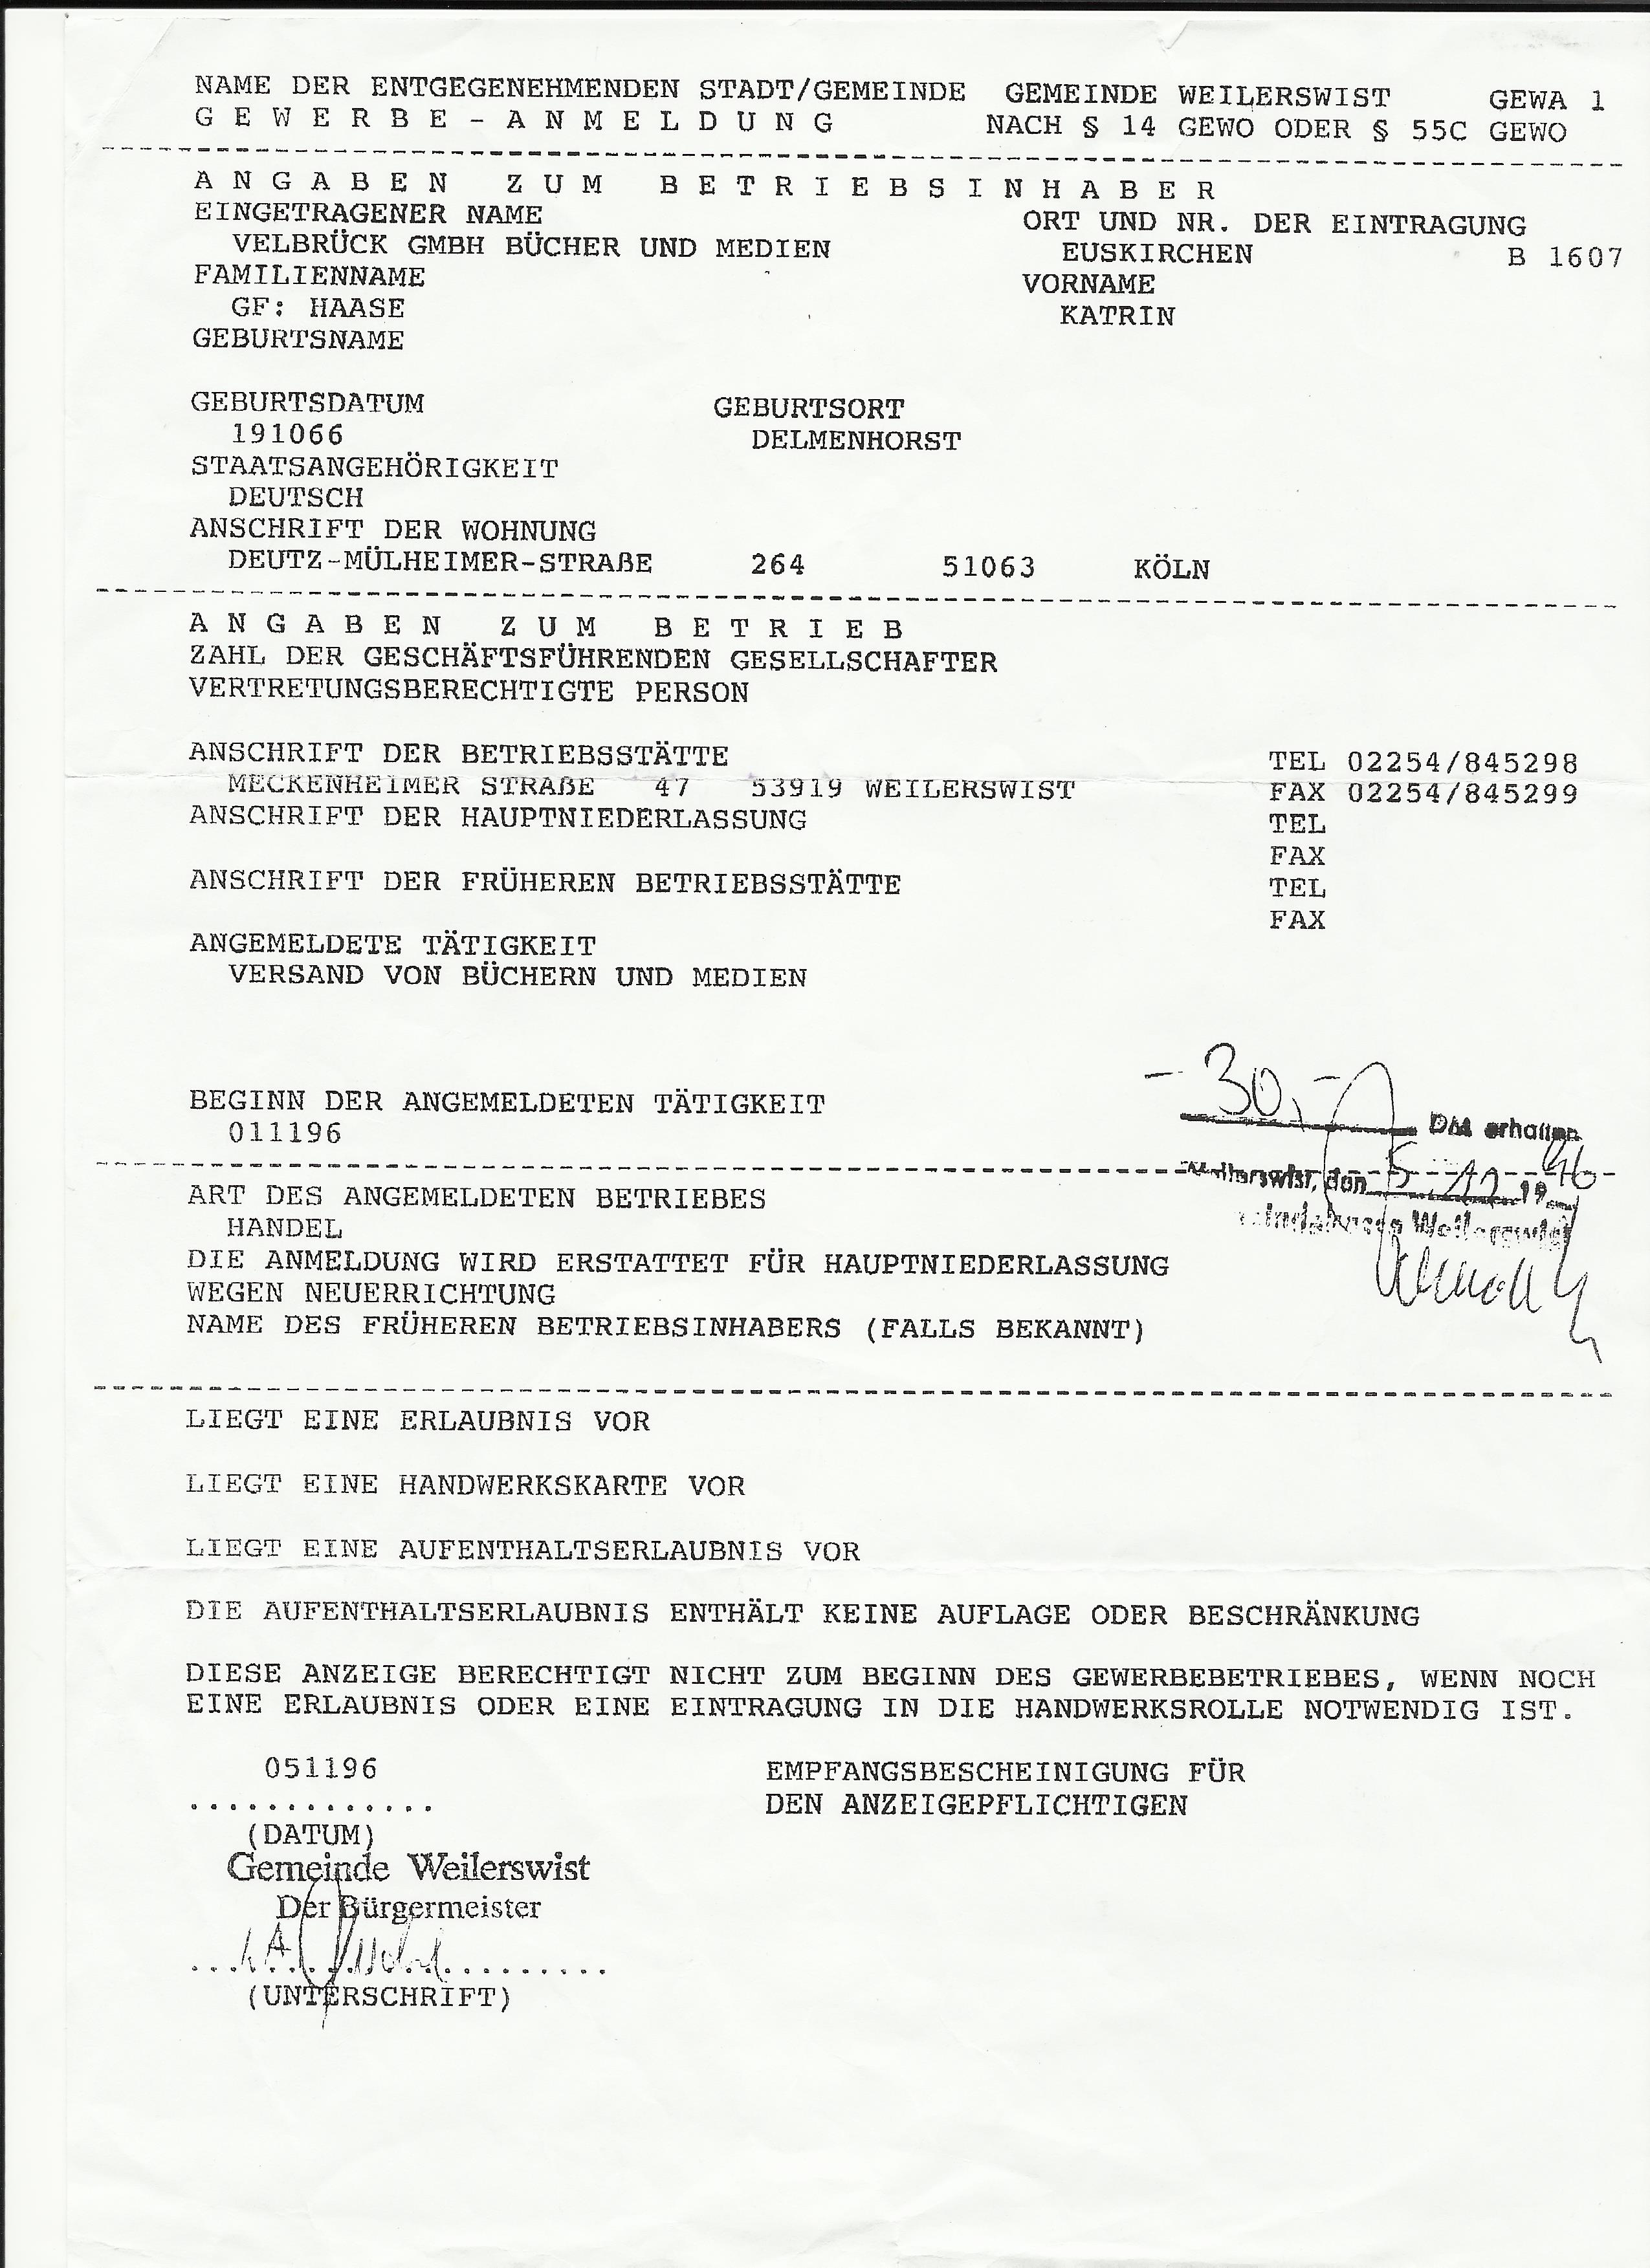 NAME DER ENTGEGENEHMENDEN STADT/GEMEINDE GEMEINDE WEILERSWIST GEWA 1
G E W E R B E - A N M E L D U N G NACH § 14 GEWO ODER § 55C GEWO
A N G A B E N Z U M B E T R I E B S I N H A B E R
EINGETRAGENER NAME ORT UND NR. DER EINTRAGUNG
VELBRÜCK GMBH BÜCHER UND MEDIEN EUSKIRCHEN B 1607
FAMILIENNAME VORNAME
GF: HAASE KATRIN
GEBURTSNAME
GEBURTSDATUM GEBURTSORT
191066 DELMENHORST
STAATSANGEHÖRIGKEIT
DEUTSCH
ANSCHRIFT DER WOHNUNG
DEUTZ-MÜLHEIMER-STRAßE 264 51063 KÖLN
A N G A B E N Z U M B E T R I E B
ZAHL DER GESCHÄFTSFÜHRENDEN GESELLSCHAFTER
VERTRETUNGSBERECHTIGTE PERSON
ANSCHRIFT DER BETRIEBSSTÄTTE TEL 02254/845298
MECKENHEIMER STRAßE 47 53919 WEILERSWIST FAX 02254/845299
ANSCHRIFT DER HAUPTNIEDERLASSUNG TEL
FAX
ANSCHRIFT DER FRÜHEREN BETRIEBSSTÄTTE TEL
FAX
ANGEMELDETE TÄTIGKEIT
VERSAND VON BÜCHERN UND MEDIEN
- 30,-
BEGINN DER ANGEMELDETEN TÄTIGKEIT DM erhalten
011196
Weilerswist, den 5. 11. 1996
ART DES ANGEMELDETEN BETRIEBES
HANDEL Weilerswist
DIE ANMELDUNG WIRD ERSTATTET FÜR HAUPTNIEDERLASSUNG
WEGEN NEUERRICHTUNG
NAME DES FRÜHEREN BETRIEBSINHABERS (FALLS BEKANNT)
LIEGT EINE ERLAUBNIS VOR
LIEGT EINE HANDWERKSKARTE VOR
LIEGT EINE AUFENTHALTSERLAUBNIS VOR
DIE AUFENTHALTSERLAUBNIS ENTHÄLT KEINE AUFLAGE ODER BESCHRÄNKUNG
DIESE ANZEIGE BERECHTIGT NICHT ZUM BEGINN DES GEWERBEBETRIEBES, WENN NOCH
EINE ERLAUBNIS ODER EINE EINTRAGUNG IN DIE HANDWERKSROLLE NOTWENDIG IST.
051196 EMPFANGSBESCHEINIGUNG FÜR
............. DEN ANZEIGEPFLICHTIGEN
(DATUM)
Gemeinde Weilerswist
Der Bürgermeister
(UNTERSCHRIFT)